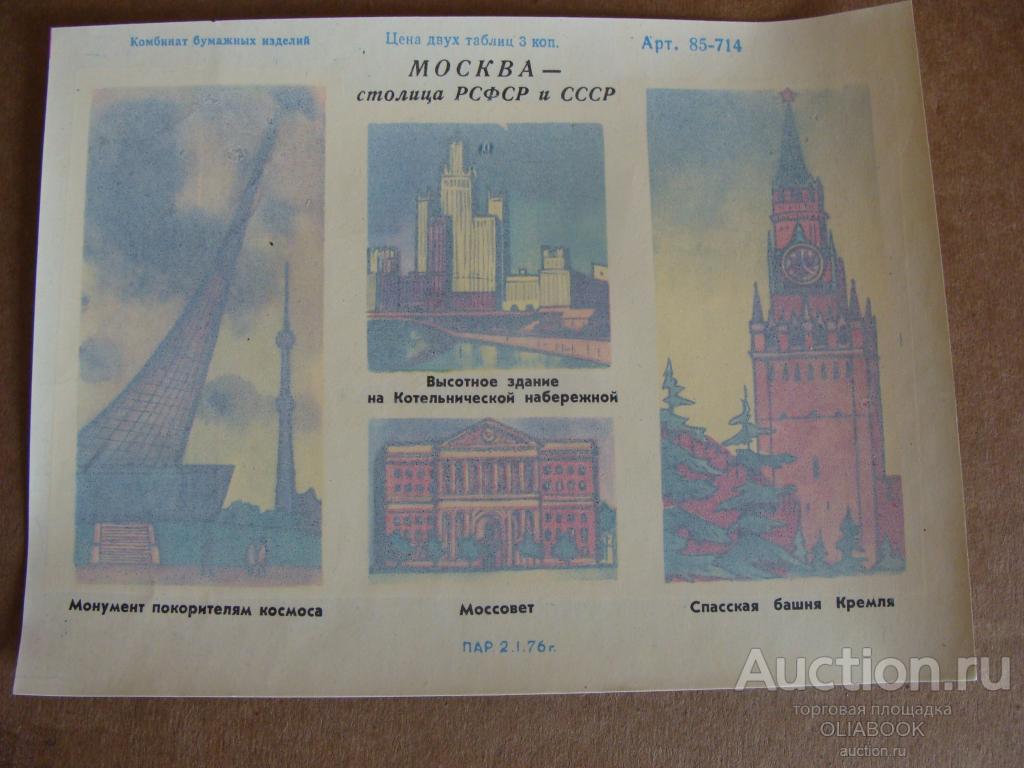 Комбинат бумажных изделий
Цена двух таблиц 3 коп.
Арт. 85-714
МОСКВА —
столица РСФСР и СССР
Высотное здание
на Котельнической набережной
Монумент покорителям космоса
Моссовет
Спасская башня Кремля
ПАР. 2.I.76 г.
Auction.ru
торговая площадка
OLIABOOK
auction.ru